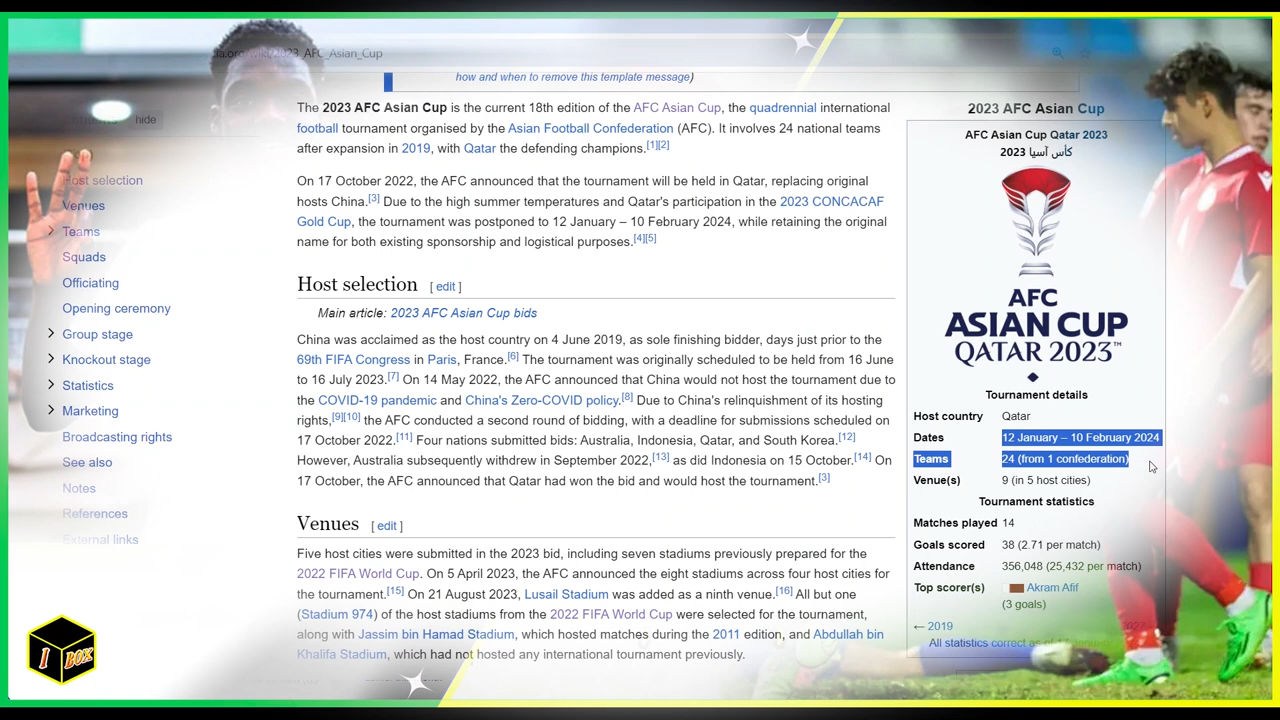 2023_AFC_Asian_Cup
how and when to remove this template message)
hide
Host selection
Venues
Teams
Squads
Officiating
Opening ceremony
Group stage
Knockout stage
Statistics
Marketing
Broadcasting rights
See also
Notes
References
External links
The 2023 AFC Asian Cup is the current 18th edition of the AFC Asian Cup, the quadrennial international
football tournament organised by the Asian Football Confederation (AFC). It involves 24 national teams
after expansion in 2019, with Qatar the defending champions.[1][2]
On 17 October 2022, the AFC announced that the tournament will be held in Qatar, replacing original
hosts China.[3] Due to the high summer temperatures and Qatar's participation in the 2023 CONCACAF
Gold Cup, the tournament was postponed to 12 January – 10 February 2024, while retaining the original
name for both existing sponsorship and logistical purposes.[4][5]
Host selection [ edit ]
Main article: 2023 AFC Asian Cup bids
China was acclaimed as the host country on 4 June 2019, as sole finishing bidder, days just prior to the
69th FIFA Congress in Paris, France.[6] The tournament was originally scheduled to be held from 16 June
to 16 July 2023.[7] On 14 May 2022, the AFC announced that China would not host the tournament due to
the COVID-19 pandemic and China's Zero-COVID policy.[8] Due to China's relinquishment of its hosting
rights,[9][10] the AFC conducted a second round of bidding, with a deadline for submissions scheduled on
17 October 2022.[11] Four nations submitted bids: Australia, Indonesia, Qatar, and South Korea.[12]
However, Australia subsequently withdrew in September 2022,[13] as did Indonesia on 15 October.[14] On
17 October, the AFC announced that Qatar had won the bid and would host the tournament.[3]
Venues [ edit ]
Five host cities were submitted in the 2023 bid, including seven stadiums previously prepared for the
2022 FIFA World Cup. On 5 April 2023, the AFC announced the eight stadiums across four host cities for
the tournament.[15] On 21 August 2023, Lusail Stadium was added as a ninth venue.[16] All but one
(Stadium 974) of the host stadiums from the 2022 FIFA World Cup were selected for the tournament,
along with Jassim bin Hamad Stadium, which hosted matches during the 2011 edition, and Abdullah bin
Khalifa Stadium, which had not hosted any international tournament previously.
2023 AFC Asian Cup
AFC Asian Cup Qatar 2023
كأس آسيا 2023
AFC
ASIAN CUP
QATAR 2023™
Tournament details
Host country Qatar
Dates 12 January – 10 February 2024
Teams 24 (from 1 confederation)
Venue(s) 9 (in 5 host cities)
Tournament statistics
Matches played 14
Goals scored 38 (2.71 per match)
Attendance 356,048 (25,432 per match)
Top scorer(s) Akram Afif
(3 goals)
← 2019 2027
All statistics correct as of
I BOX